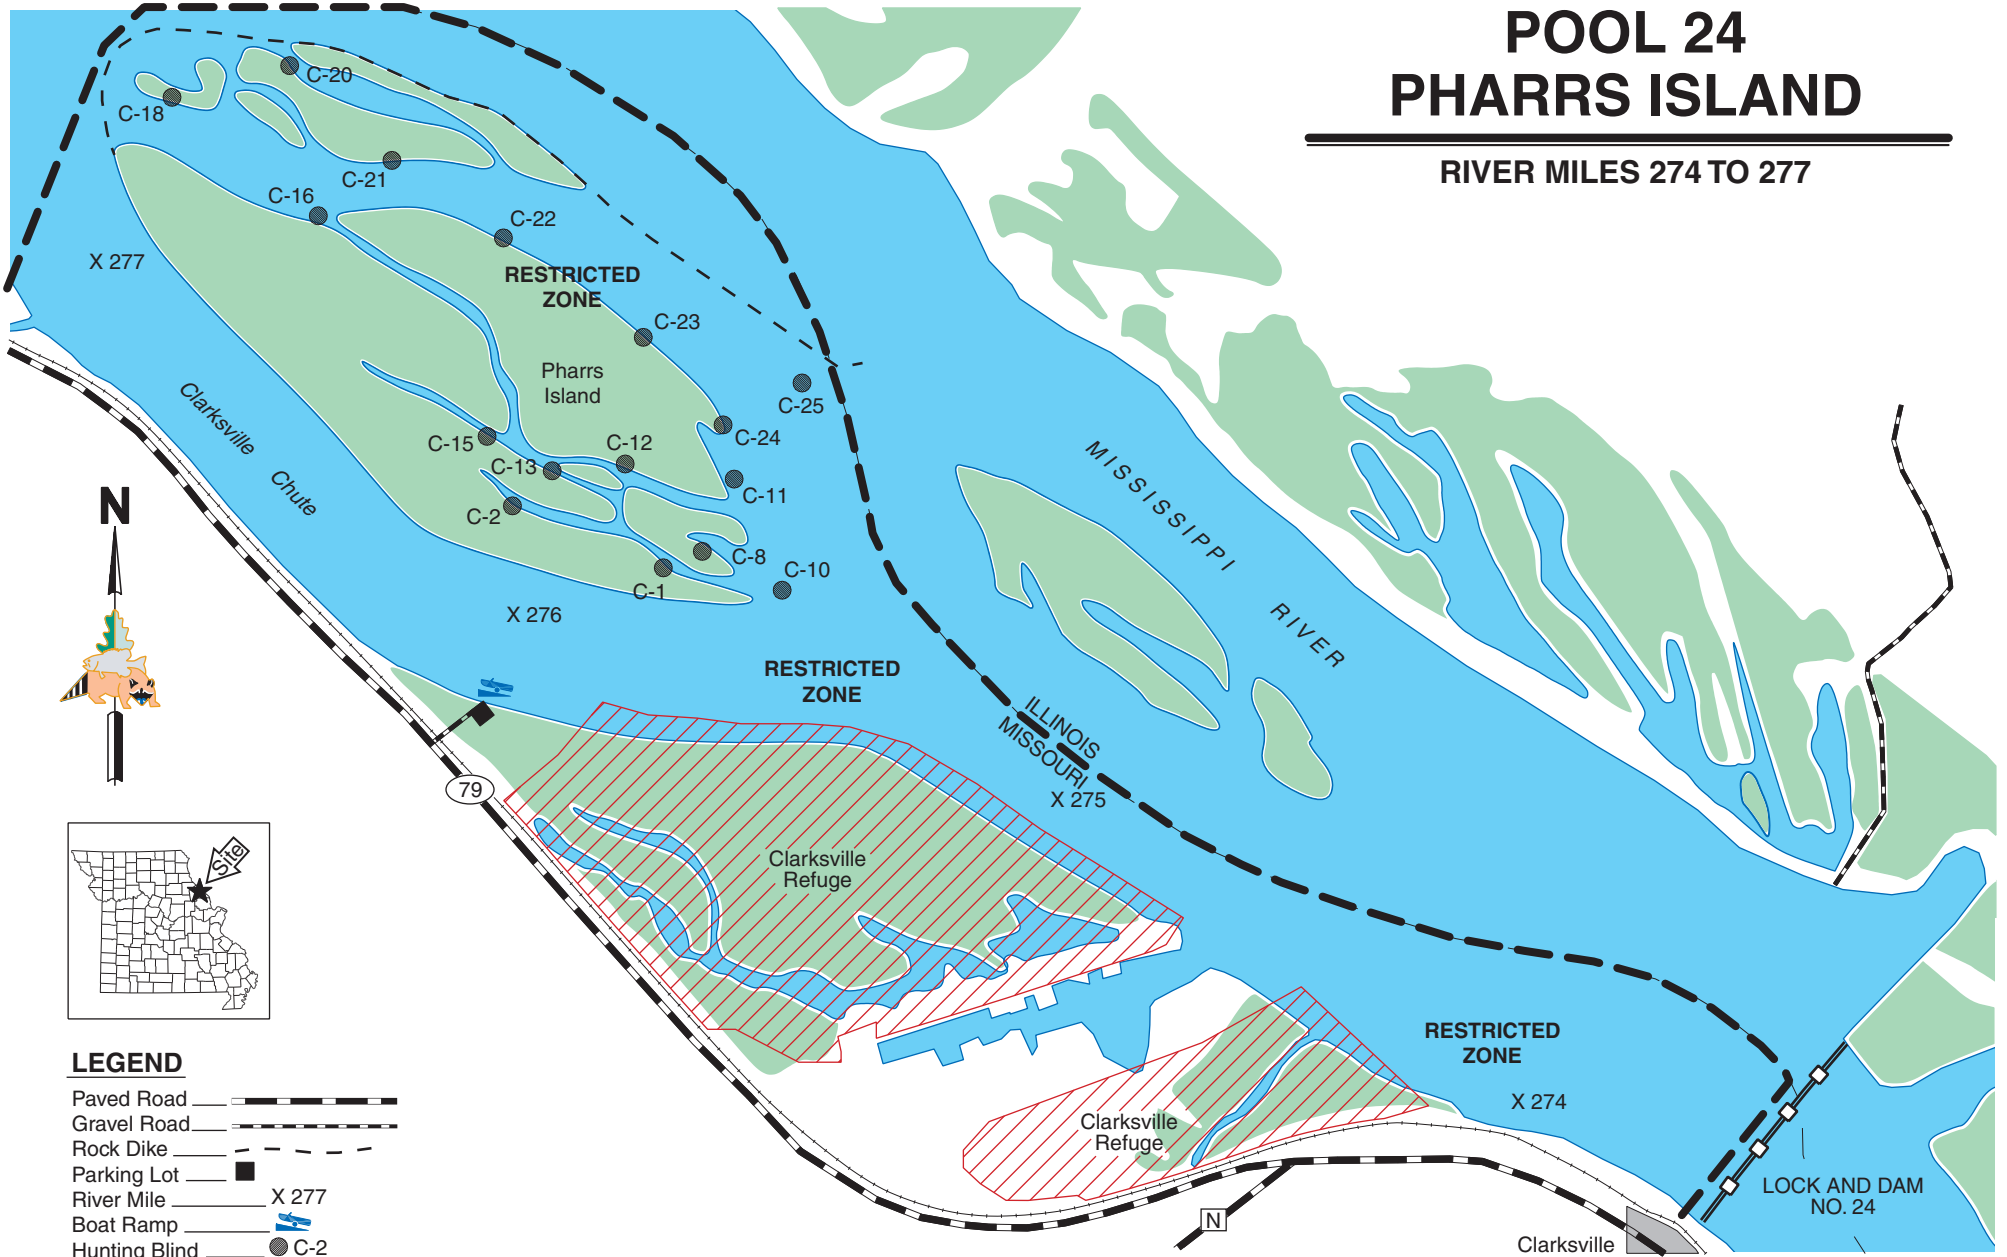 POOL 24
PHARRS ISLAND
RIVER MILES 274 TO 277
C-20
C-18
C-21
C-16
C-22
X 277
RESTRICTED
ZONE
C-23
Pharrs
Island
C-25
Clarksville
Chute
C-24
C-15
C-12
C-13
C-11
C-2
C-8
C-10
C-1
MISSISSIPPI
RIVER
N
X 276
RESTRICTED
ZONE
ILLINOIS
MISSOURI
X 275
79
Site
Clarksville
Refuge
RESTRICTED
ZONE
X 274
Clarksville
Refuge
LOCK AND DAM
NO. 24
N
Clarksville
LEGEND
Paved Road
Gravel Road
Rock Dike
Parking Lot
River Mile X 277
Boat Ramp
Hunting Blind C-2